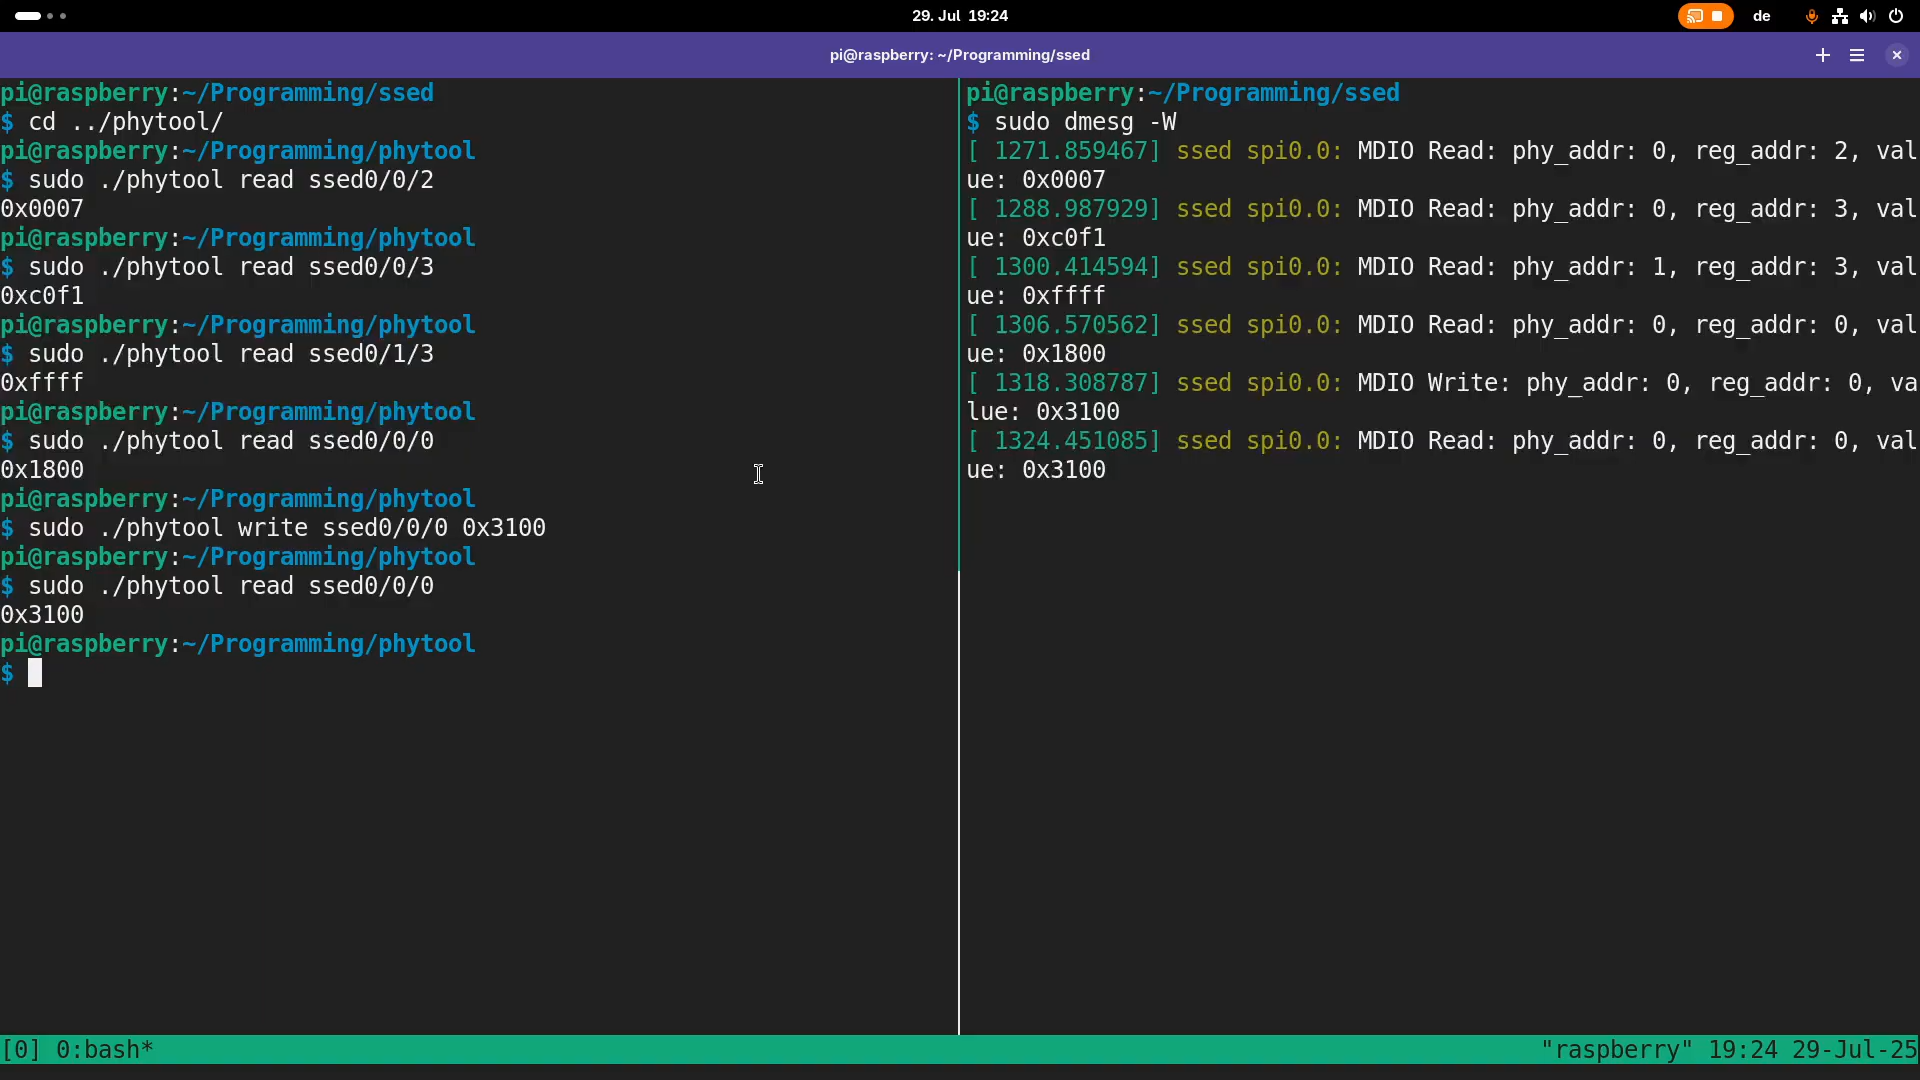 29. Jul 19:24
de
pi@raspberry: ~/Programming/ssed
pi@raspberry:~/Programming/ssed
$ cd ../phytool/
pi@raspberry:~/Programming/phytool
$ sudo ./phytool read ssed0/0/2
0x0007
pi@raspberry:~/Programming/phytool
$ sudo ./phytool read ssed0/0/3
0xc0f1
pi@raspberry:~/Programming/phytool
$ sudo ./phytool read ssed0/1/3
0xffff
pi@raspberry:~/Programming/phytool
$ sudo ./phytool read ssed0/0/0
0x1800
pi@raspberry:~/Programming/phytool
$ sudo ./phytool write ssed0/0/0 0x3100
pi@raspberry:~/Programming/phytool
$ sudo ./phytool read ssed0/0/0
0x3100
pi@raspberry:~/Programming/phytool
$
pi@raspberry:~/Programming/ssed
$ sudo dmesg -W
[ 1271.859467] ssed spi0.0: MDIO Read: phy_addr: 0, reg_addr: 2, val
ue: 0x0007
[ 1288.987929] ssed spi0.0: MDIO Read: phy_addr: 0, reg_addr: 3, val
ue: 0xc0f1
[ 1300.414594] ssed spi0.0: MDIO Read: phy_addr: 1, reg_addr: 3, val
ue: 0xffff
[ 1306.570562] ssed spi0.0: MDIO Read: phy_addr: 0, reg_addr: 0, val
ue: 0x1800
[ 1318.308787] ssed spi0.0: MDIO Write: phy_addr: 0, reg_addr: 0, va
lue: 0x3100
[ 1324.451085] ssed spi0.0: MDIO Read: phy_addr: 0, reg_addr: 0, val
ue: 0x3100
[0] 0:bash*
"raspberry" 19:24 29-Jul-25